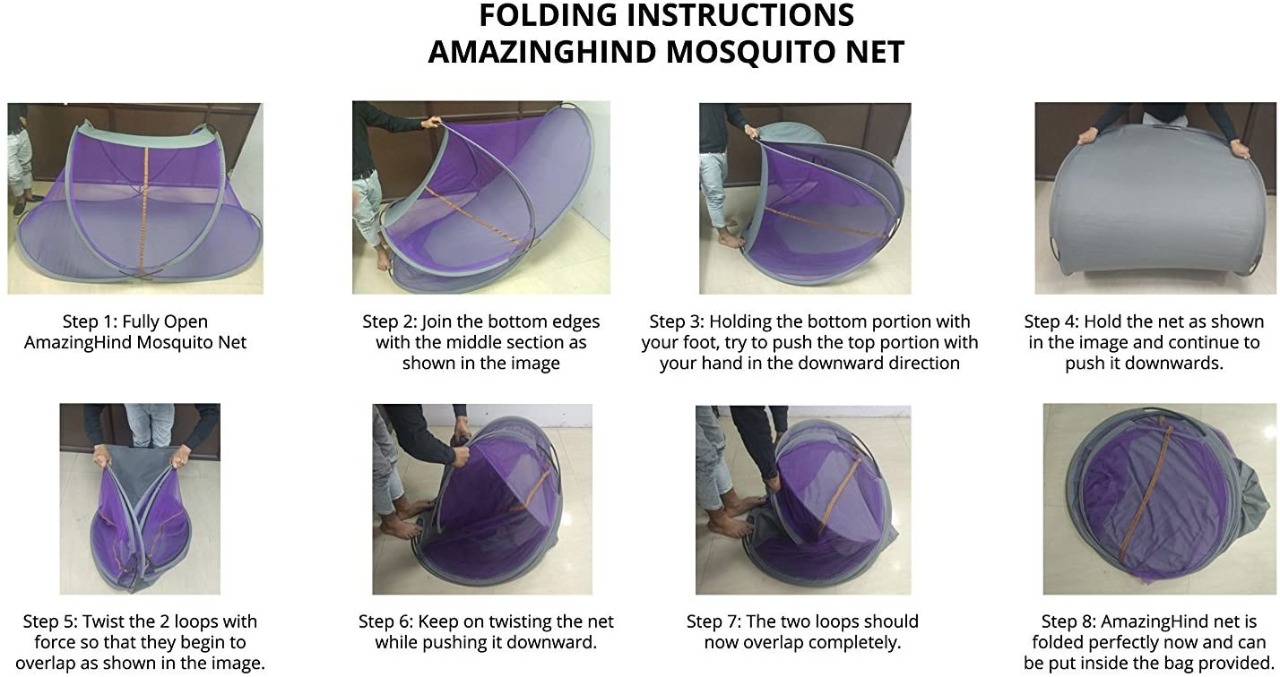 FOLDING INSTRUCTIONS
AMAZINGHIND MOSQUITO NET
Step 1: Fully Open
AmazingHind Mosquito Net
Step 2: Join the bottom edges
with the middle section as
shown in the image
Step 3: Holding the bottom portion with
your foot, try to push the top portion with
your hand in the downward direction
Step 4: Hold the net as shown
in the image and continue to
push it downwards.
Step 5: Twist the 2 loops with
force so that they begin to
overlap as shown in the image.
Step 6: Keep on twisting the net
while pushing it downward.
Step 7: The two loops should
now overlap completely.
Step 8: AmazingHind net is
folded perfectly now and can
be put inside the bag provided.